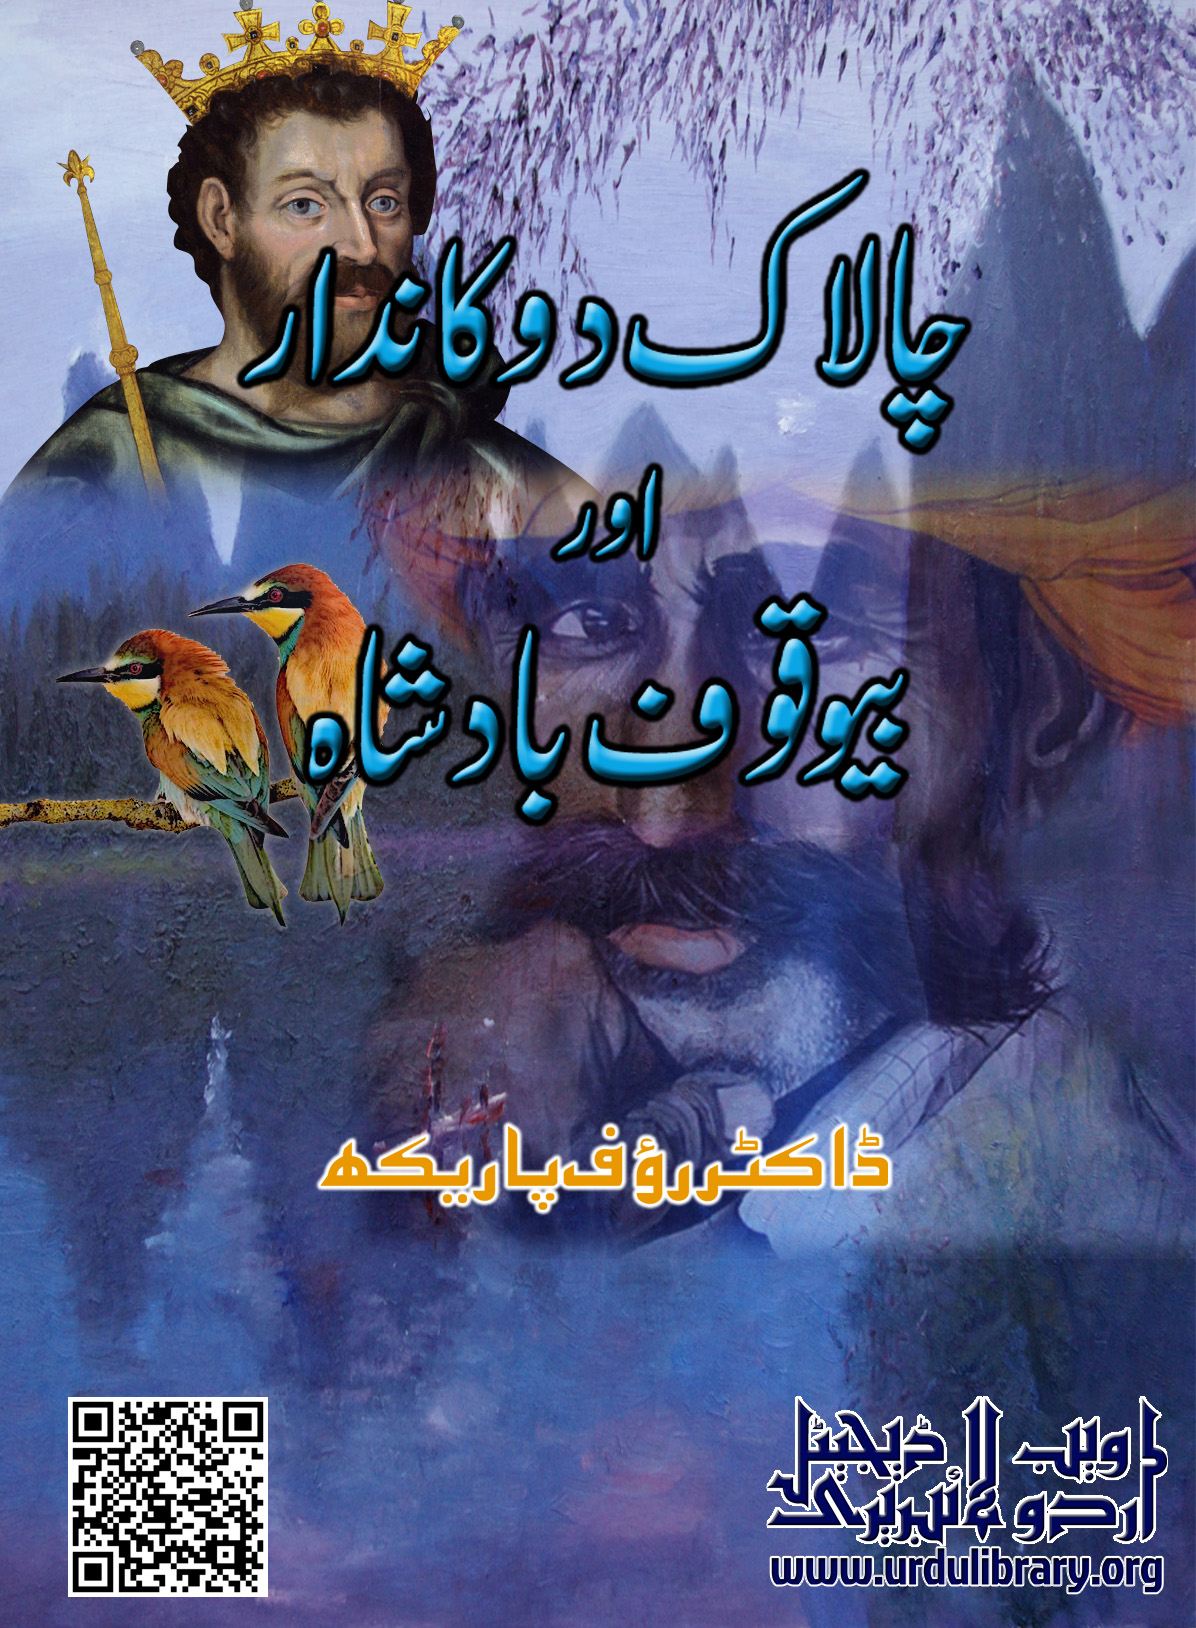 چالاک دوکاندار
اور
بیوقوف بادشاہ
ڈاکٹر رؤف پاریکھ
اردو ویب ڈیجیٹل
لائبریری
www.urdulibrary.org